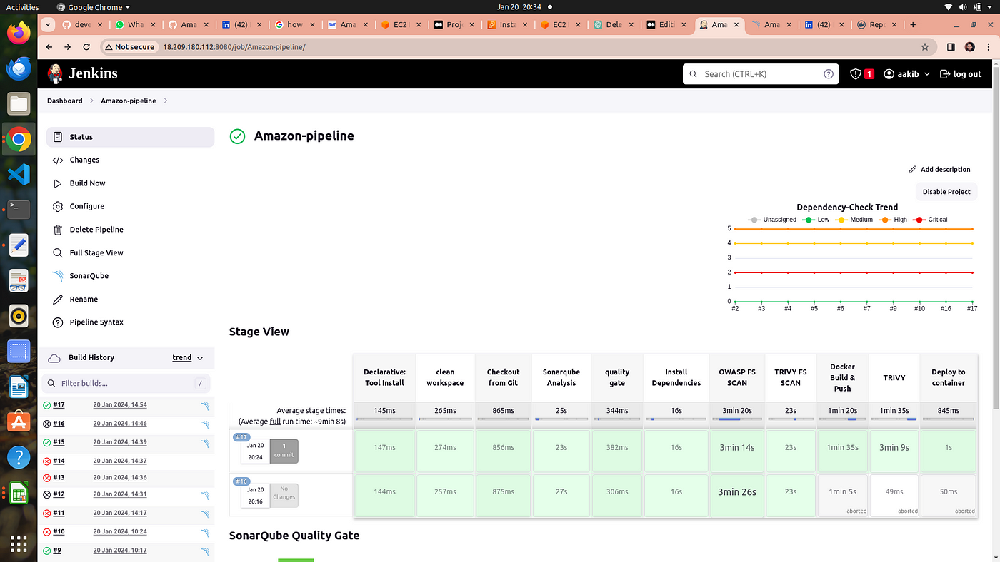 Activities
Google Chrome
Jan 20 20:34
deve
Wha
Ama
(42)
how
Ama
EC2
Proj
Insta
EC2
Dele
Editi
Ama
Ama
(42)
Repo
Not secure
18.209.180.112:8080/job/Amazon-pipeline/
Jenkins
Search (CTRL+K)
1
aakib
log out
Dashboard
Amazon-pipeline
Status
Changes
Build Now
Configure
Delete Pipeline
Full Stage View
SonarQube
Rename
Pipeline Syntax
Build History
trend
Filter builds...
/
#17 20 Jan 2024, 14:54
#16 20 Jan 2024, 14:46
#15 20 Jan 2024, 14:39
#14 20 Jan 2024, 14:37
#13 20 Jan 2024, 14:36
#12 20 Jan 2024, 14:31
#11 20 Jan 2024, 14:17
#10 20 Jan 2024, 10:24
#9 20 Jan 2024, 10:17
Amazon-pipeline
Add description
Disable Project
Dependency-Check Trend
Unassigned Low Medium High Critical
5
4
3
2
1
0
#2 #3 #4 #5 #6 #7 #9 #10 #16 #17
Stage View
Declarative: Tool Install
clean workspace
Checkout from Git
Sonarqube Analysis
quality gate
Install Dependencies
OWASP FS SCAN
TRIVY FS SCAN
Docker Build & Push
TRIVY
Deploy to container
Average stage times:
(Average full run time: ~9min 8s)
145ms 265ms 865ms 25s 344ms 16s 3min 20s 23s 1min 20s 1min 35s 845ms
#17
Jan 20
20:24
1
commit
147ms 274ms 856ms 23s 382ms 16s 3min 14s 23s 1min 35s 3min 9s 1s
#16
Jan 20
20:16
No
Changes
144ms 257ms 875ms 27s 306ms 16s 3min 26s 23s 1min 5s 49ms 50ms
aborted aborted aborted
SonarQube Quality Gate